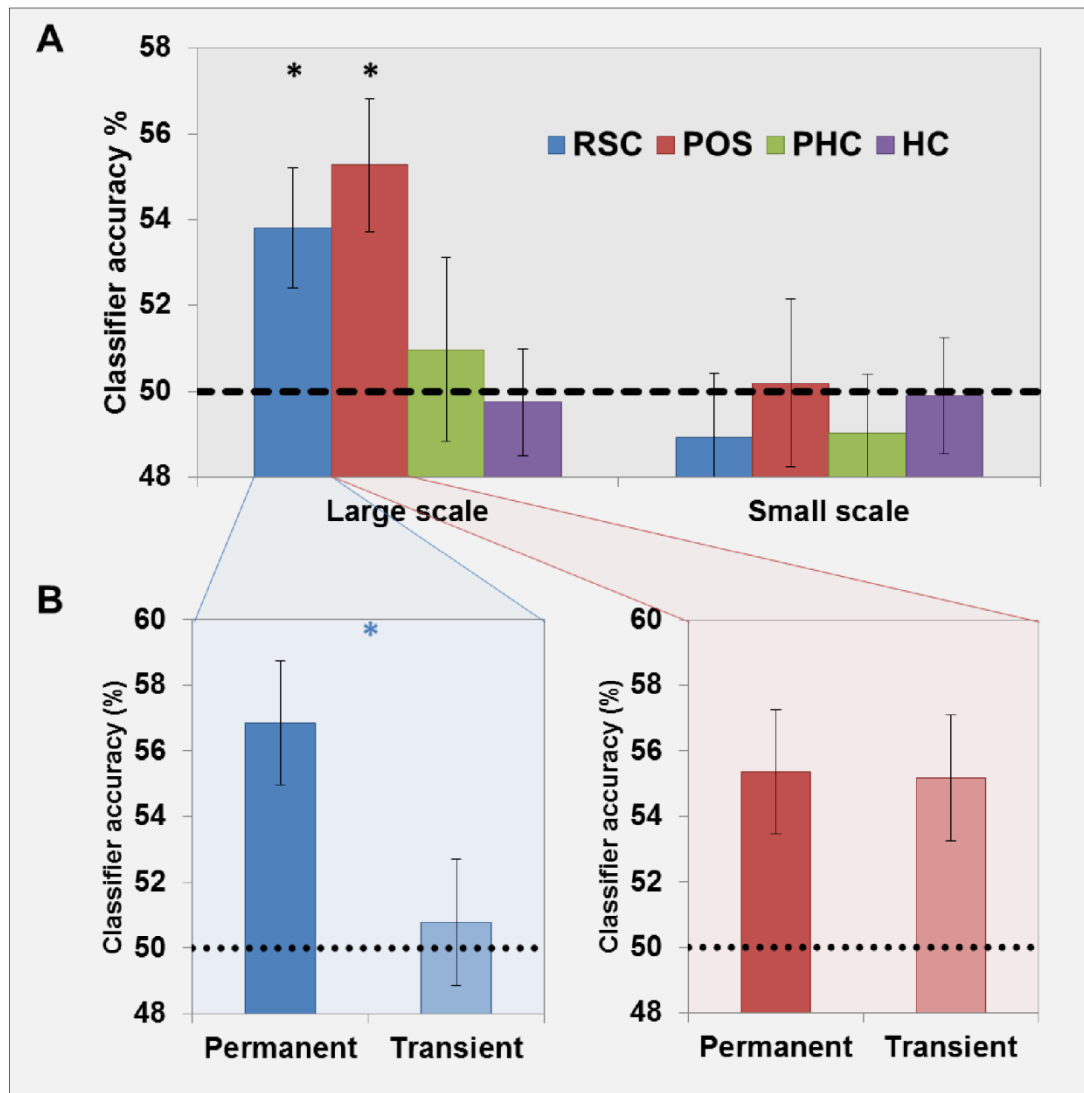 A
Classifier accuracy %
58
56
54
52
50
48
* *
RSC POS PHC HC
Large scale Small scale
B
Classifier accuracy (%)
60
58
56
54
52
50
48
*
Permanent Transient
Classifier accuracy (%)
60
58
56
54
52
50
48
Permanent Transient